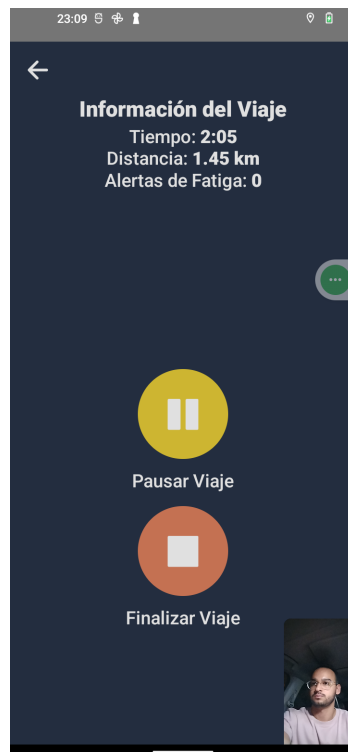 23:09
Información del Viaje
Tiempo: 2:05
Distancia: 1.45 km
Alertas de Fatiga: 0
Pausar Viaje
Finalizar Viaje